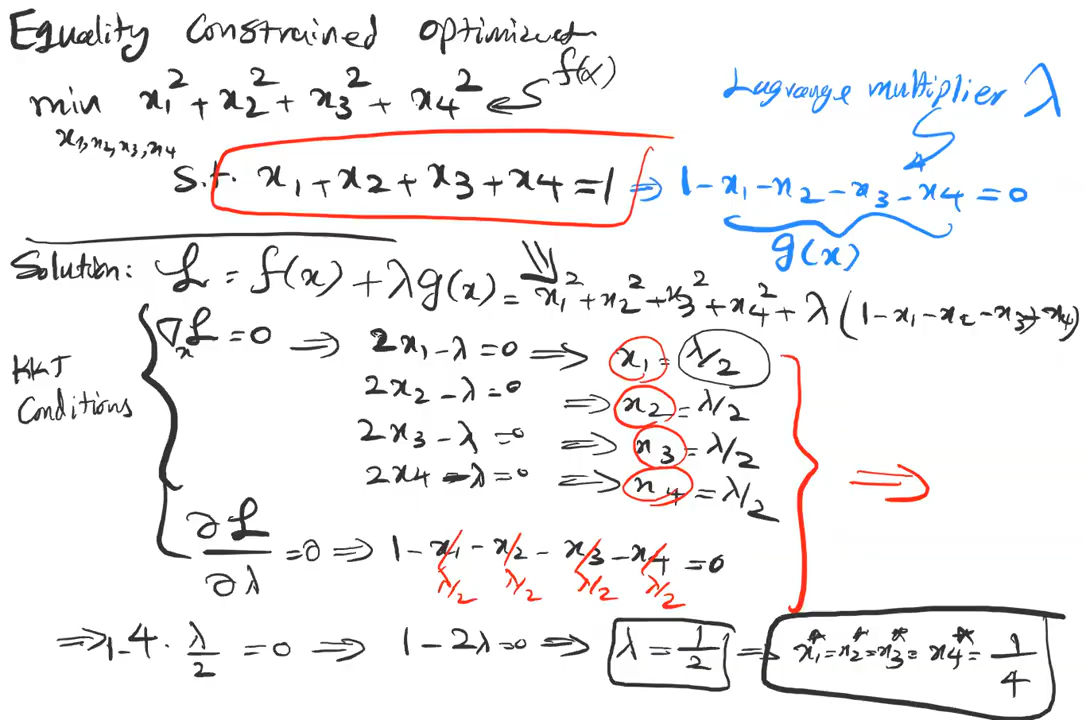 Equality Constrained Optimization
min x₁² + x₂² + x₃² + x₄² f(x)
x₁,x₂,x₃,x₄
Lagrange multiplier λ
s.t. x₁ + x₂ + x₃ + x₄ = 1 ⇒ 1 - x₁ - x₂ - x₃ - x₄ = 0
g(x)
Solution: ℒ = f(x) + λg(x) = x₁² + x₂² + x₃² + x₄² + λ(1 - x₁ - x₂ - x₃ - x₄)
KKT
Conditions
∇ₓℒ = 0 ⇒ 2x₁ - λ = 0 ⇒ x₁ = λ/2
2x₂ - λ = 0 ⇒ x₂ = λ/2
2x₃ - λ = 0 ⇒ x₃ = λ/2
2x₄ - λ = 0 ⇒ x₄ = λ/2
⇒
∂ℒ/∂λ = 0 ⇒ 1 - x₁ - x₂ - x₃ - x₄ = 0
λ/2 λ/2 λ/2 λ/2
⇒ 1 - 4 · λ/2 = 0 ⇒ 1 - 2λ = 0 ⇒ λ = 1/2 ⇒ x₁* = x₂* = x₃* = x₄* = 1/4